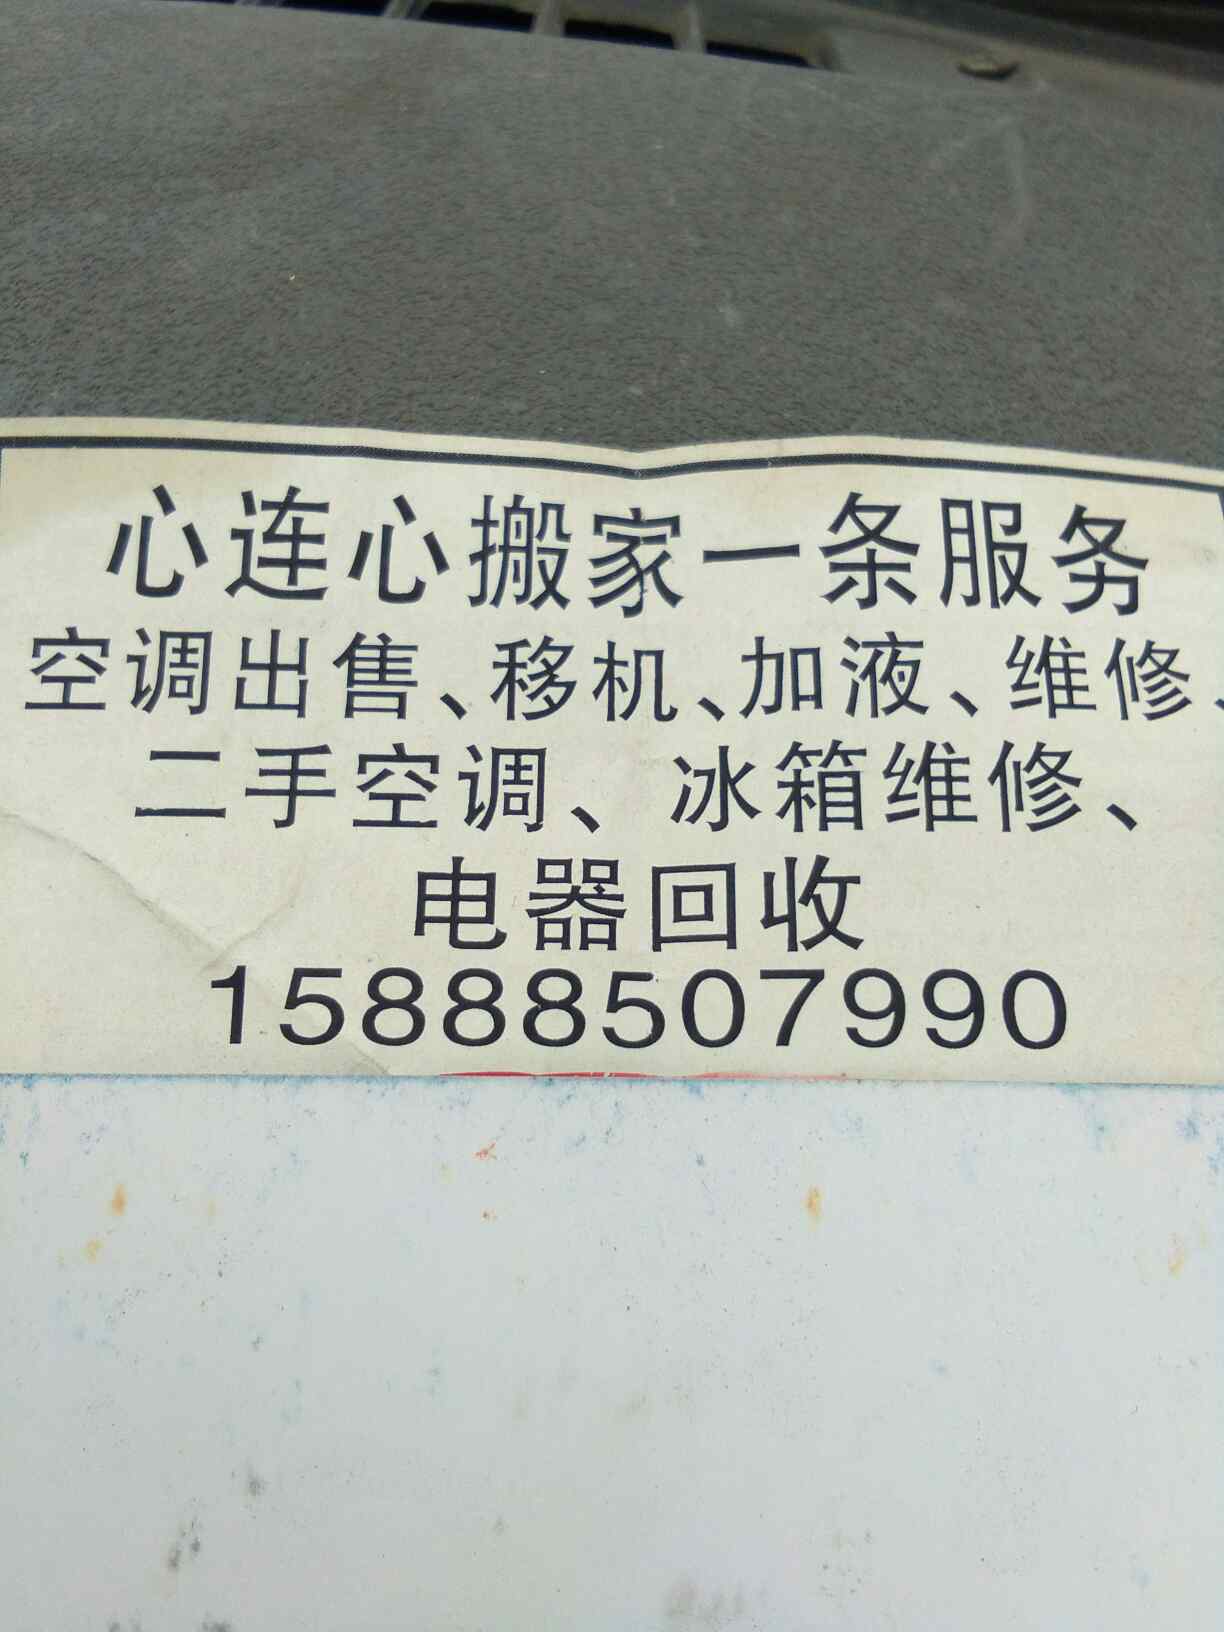 心连心搬家一条服务
空调出售、移机、加液、维修、
二手空调、冰箱维修、
电器回收
15888507990